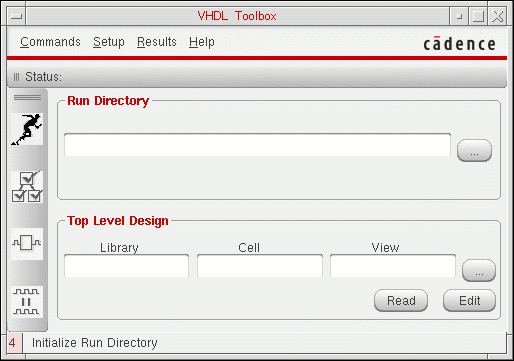 VHDL Toolbox
Commands Setup Results Help
cādence
Status:
Run Directory
...
Top Level Design
Library Cell View
...
Read Edit
4 Initialize Run Directory